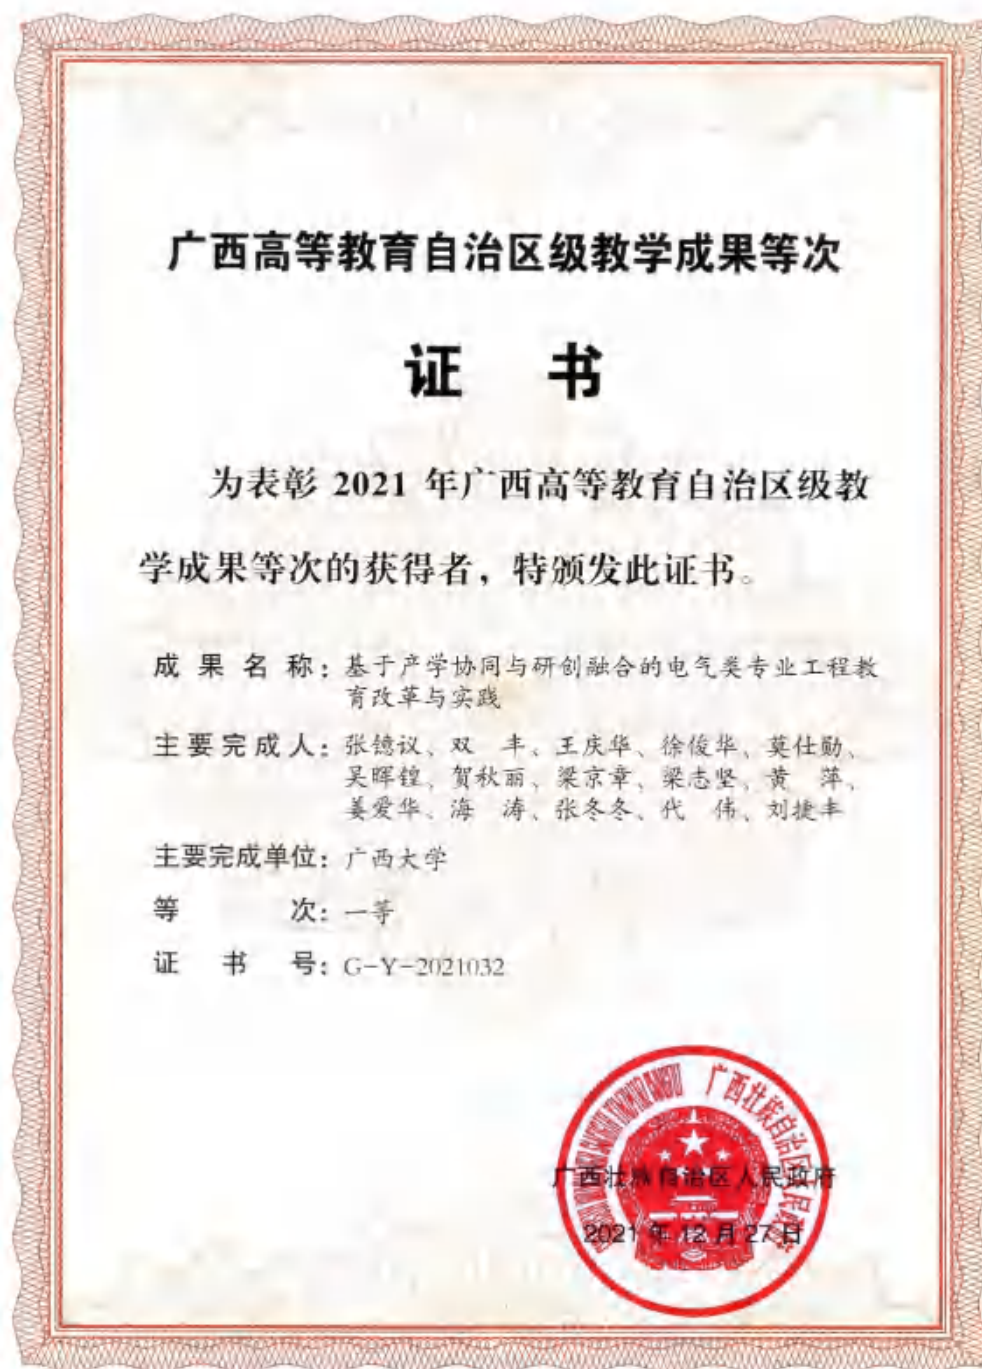 广西高等教育自治区级教学成果等次
证 书
为表彰 2021 年广西高等教育自治区级教
学成果等次的获得者，特颁发此证书。
成果名称：基于产学协同与研创融合的电气类专业工程教
育改革与实践
主要完成人：张镱议、双 丰、王庆华、徐俊华、莫仕勋、
吴晖锽、贺秋丽、梁京章、梁志坚、黄 萍、
姜爱华、海 涛、张冬冬、代 伟、刘捷丰
主要完成单位：广西大学
等 次：一等
证 书 号：G-Y-2021032
广西壮族自治区人民政府
广西壮族自治区人民政府
2021 年 12 月 27 日